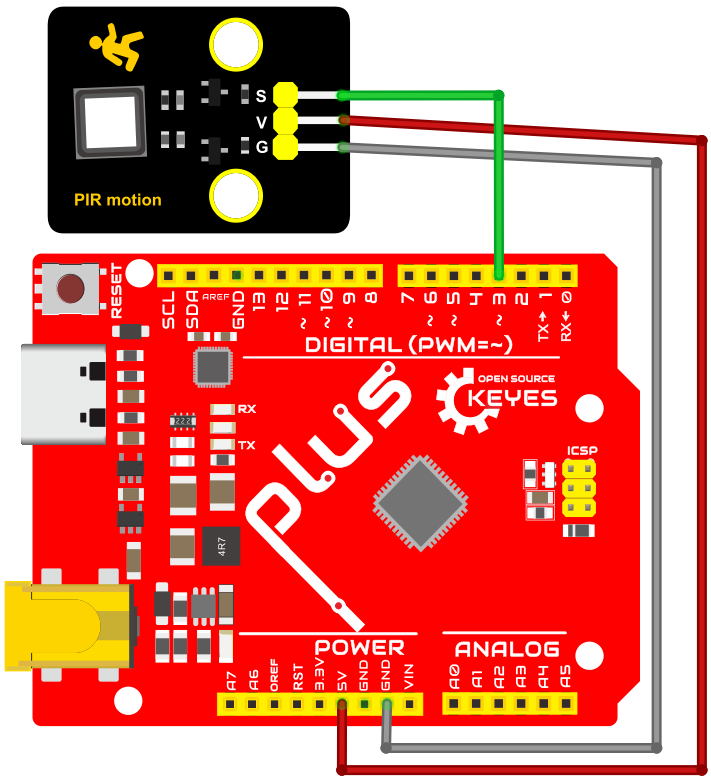 S
V
G
PIR motion
RESET
SCL
SDA
AREF
GND
13
12
~ 11
~ 10
~ 9
8
7
~ 6
~ 5
4
~ 3
2
TX→ 1
RX← 0
DIGITAL (PWM=~)
OPEN SOURCE
KEYES
plus
RX
TX
222
ICSP
4R7
POWER
ANALOG
A7
A6
OREF
RST
3.3V
5V
GND
GND
VIN
A0
A1
A2
A3
A4
A5